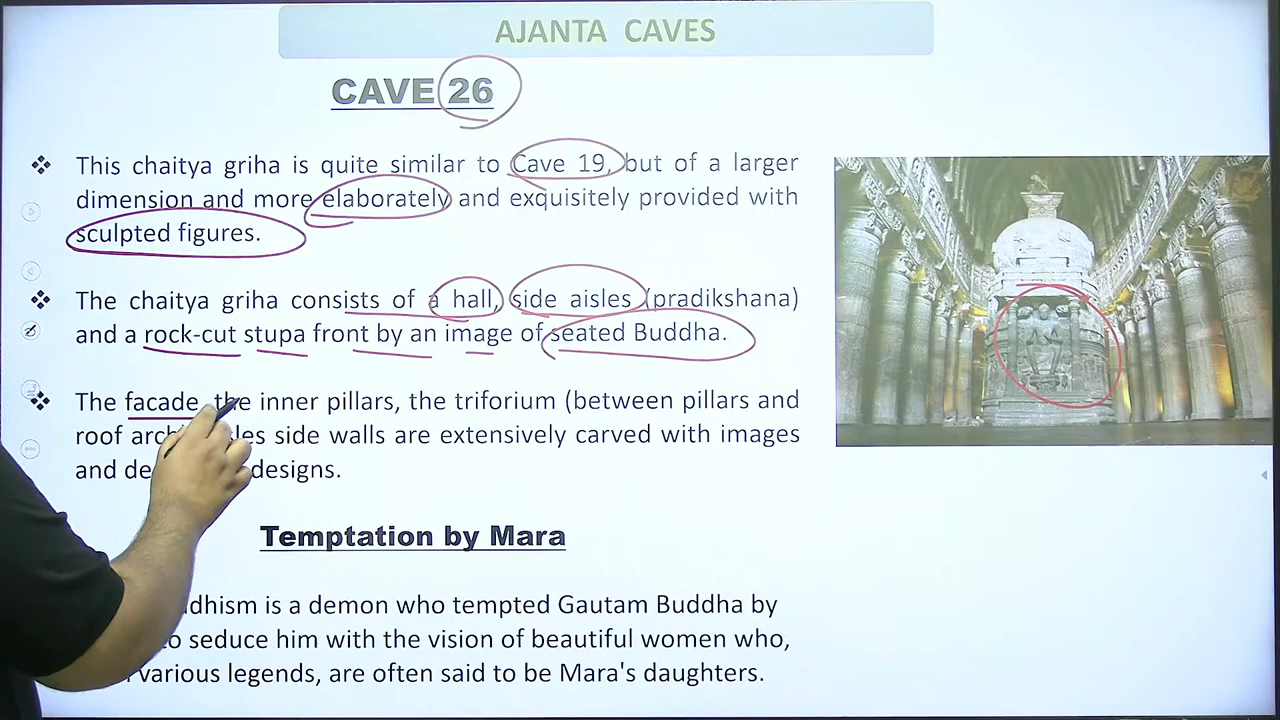 AJANTA CAVES
CAVE 26
❖ This chaitya griha is quite similar to Cave 19, but of a larger
dimension and more elaborately and exquisitely provided with
sculpted figures.
❖ The chaitya griha consists of a hall, side aisles (pradikshana)
and a rock-cut stupa front by an image of seated Buddha.
❖ The facade, the inner pillars, the triforium (between pillars and
roof side walls are extensively carved with images
and designs.
Temptation by Mara
is a demon who tempted Gautam Buddha by
seduce him with the vision of beautiful women who,
various legends, are often said to be Mara's daughters.